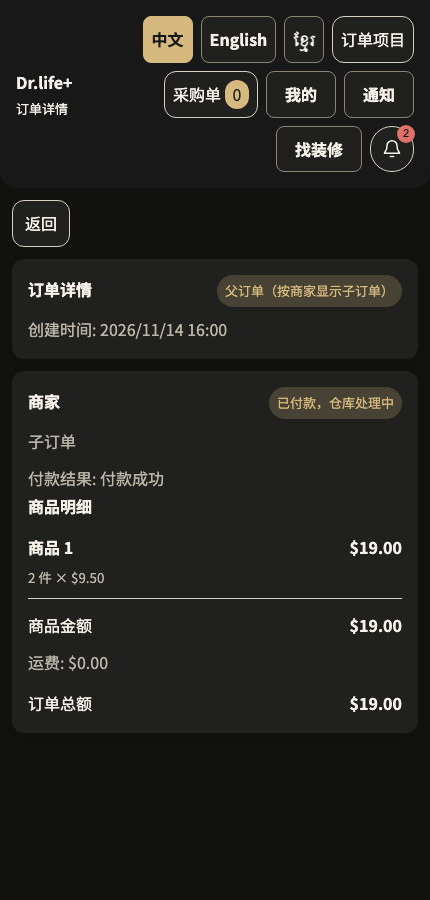 中文
English
ខ្មែរ
订单项目
Dr.life+
订单详情
采购单 0
我的
通知
找装修
2
返回
订单详情
父订单（按商家显示子订单）
创建时间: 2026/11/14 16:00
商家
已付款，仓库处理中
子订单
付款结果: 付款成功
商品明细
商品 1
$19.00
2 件 × $9.50
商品金额
$19.00
运费: $0.00
订单总额
$19.00